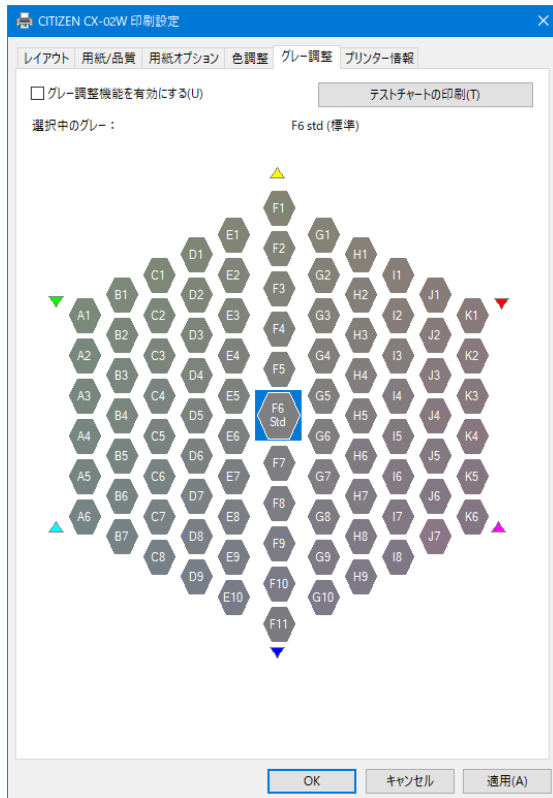 CITIZEN CX-02W 印刷設定
レイアウト 用紙/品質 用紙オプション 色調整 グレー調整 プリンター情報
グレー調整機能を有効にする(U) テストチャートの印刷(T)
選択中のグレー： F6 std (標準)
F1
E1 G1
F2
D1 H1
E2 G2
C1 I1
F3
D2 H2
B1 J1
E3 G3
A1 C2 I2 K1
F4
D3 H3
B2 J2
E4 G4
A2 C3 I3 K2
F5
D4 H4
B3 J3
E5 G5
A3 C4 I4 K3
F6
Std
D5 H5
B4 J4
E6 G6
A4 C5 I5 K4
D6 H6
B5 J5
F7
E7 G7
A5 C6 I6 K5
D7 H7
B6 J6
F8
E8 G8
A6 C7 I7 K6
D8 H8
B7 J7
F9
E9 G9
C8 I8
D9 H9
F10
E10 G10
F11
OK キャンセル 適用(A)